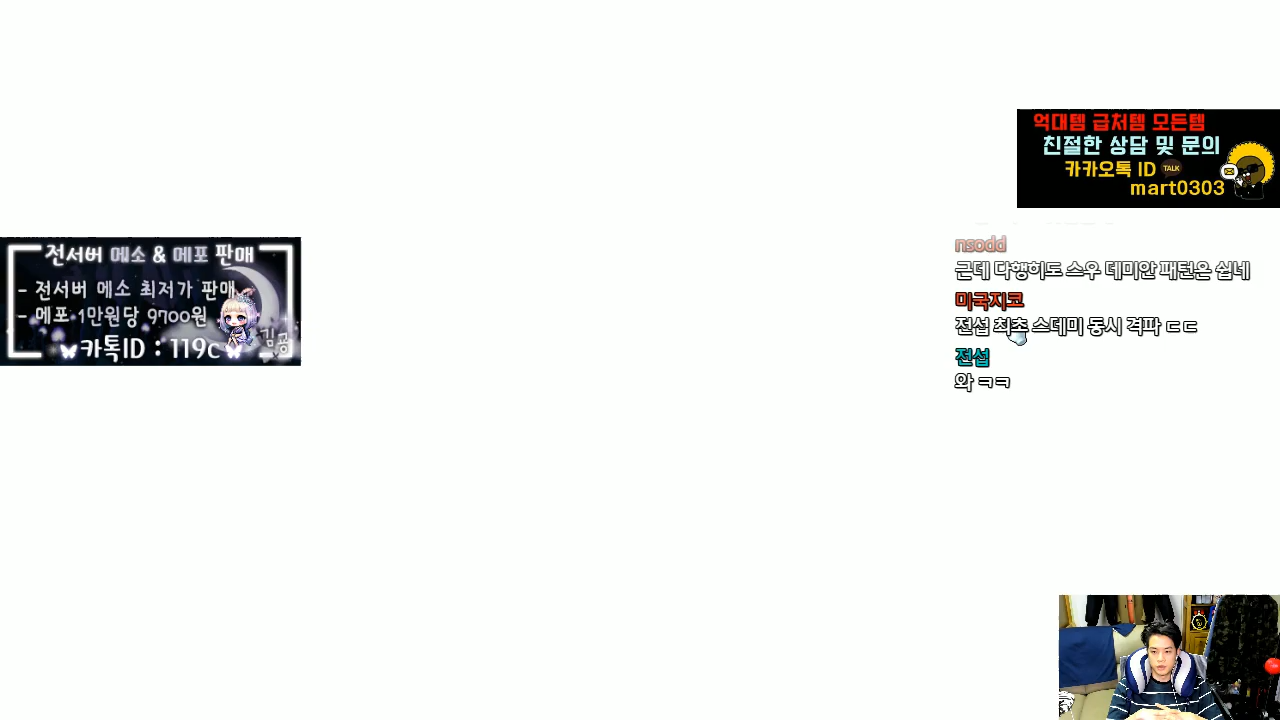 억대템 급처템 모든템
친절한 상담 및 문의
카카오톡 ID TALK
mart0303
전서버 메소 & 메포 판매
- 전서버 메소 최저가 판매
- 메포 1만원당 9700원
카톡ID : 119c
김공
nsodd
근데 다행히도 스우 데미안 패턴은 쉽네
미국지코
전섭 최초 스데미 동시 격파 ㄷㄷ
전섭
와 ㅋㅋ